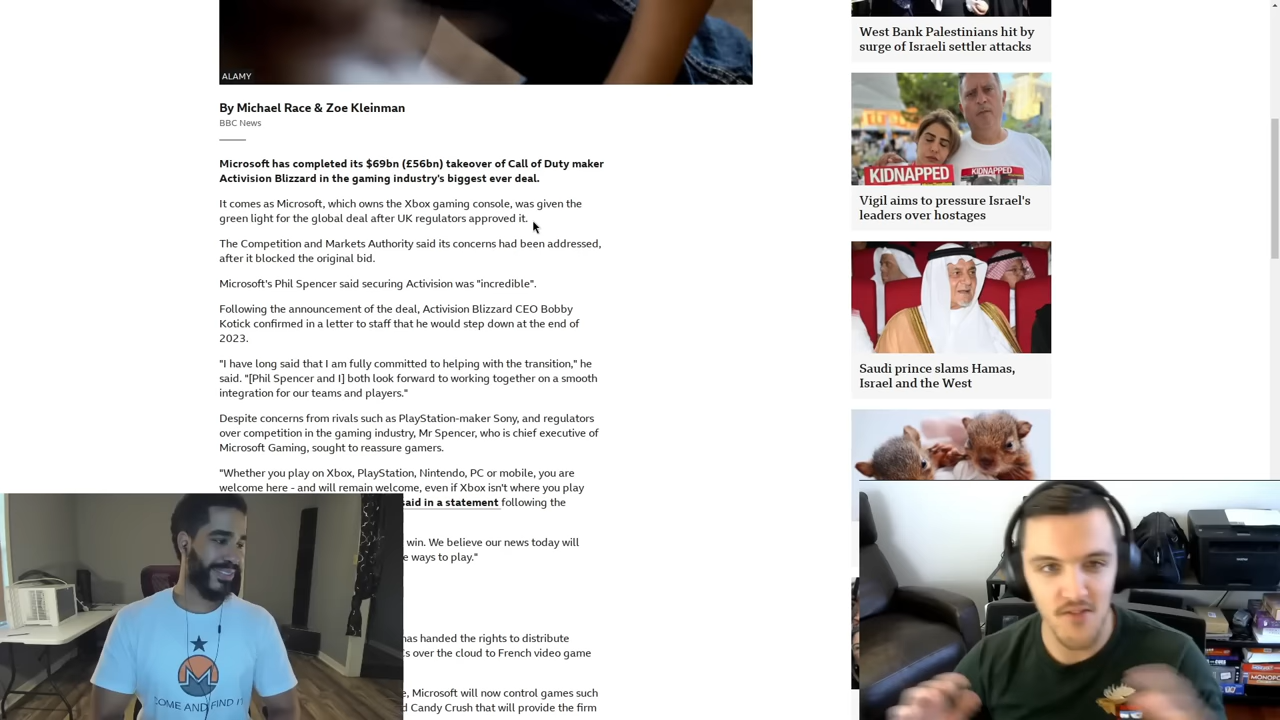 ALAMY
By Michael Race & Zoe Kleinman
BBC News
Microsoft has completed its $69bn (£56bn) takeover of Call of Duty maker
Activision Blizzard in the gaming industry's biggest ever deal.
It comes as Microsoft, which owns the Xbox gaming console, was given the
green light for the global deal after UK regulators approved it.
The Competition and Markets Authority said its concerns had been addressed,
after it blocked the original bid.
Microsoft's Phil Spencer said securing Activision was "incredible".
Following the announcement of the deal, Activision Blizzard CEO Bobby
Kotick confirmed in a letter to staff that he would step down at the end of
2023.
"I have long said that I am fully committed to helping with the transition," he
said. "[Phil Spencer and I] both look forward to working together on a smooth
integration for our teams and players."
Despite concerns from rivals such as PlayStation-maker Sony, and regulators
over competition in the gaming industry, Mr Spencer, who is chief executive of
Microsoft Gaming, sought to reassure gamers.
"Whether you play on Xbox, PlayStation, Nintendo, PC or mobile, you are
welcome here - and will remain welcome, even if Xbox isn't where you play
said in a statement following the
win. We believe our news today will
ways to play."
has handed the rights to distribute
over the cloud to French video game
Microsoft will now control games such
Candy Crush that will provide the firm
West Bank Palestinians hit by
surge of Israeli settler attacks
KIDNAPPED
KIDNAPPED
Vigil aims to pressure Israel's
leaders over hostages
Saudi prince slams Hamas,
Israel and the West
COME AND FIND IT
MONOPO